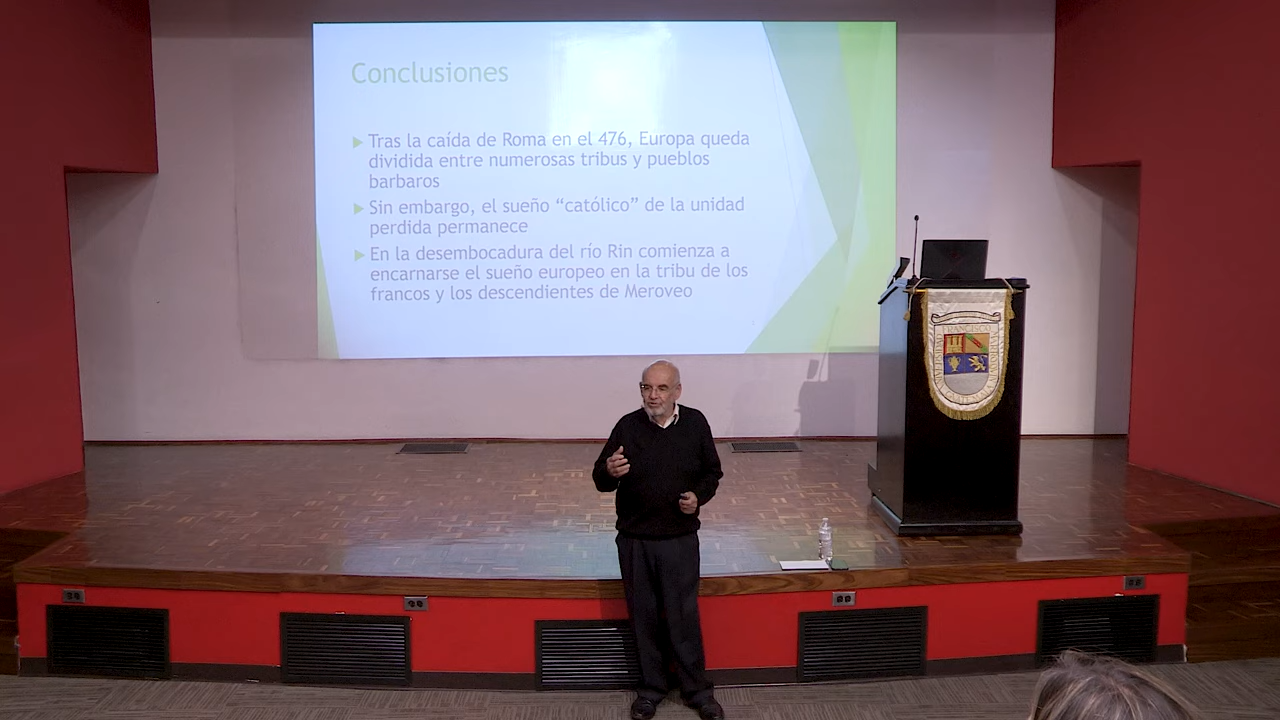 Conclusiones
Tras la caída de Roma en el 476, Europa queda
dividida entre numerosas tribus y pueblos
barbaros
Sin embargo, el sueño “católico” de la unidad
perdida permanece
En la desembocadura del río Rin comienza a
encarnarse el sueño europeo en la tribu de los
francos y los descendientes de Meroveo
FRANCISCO